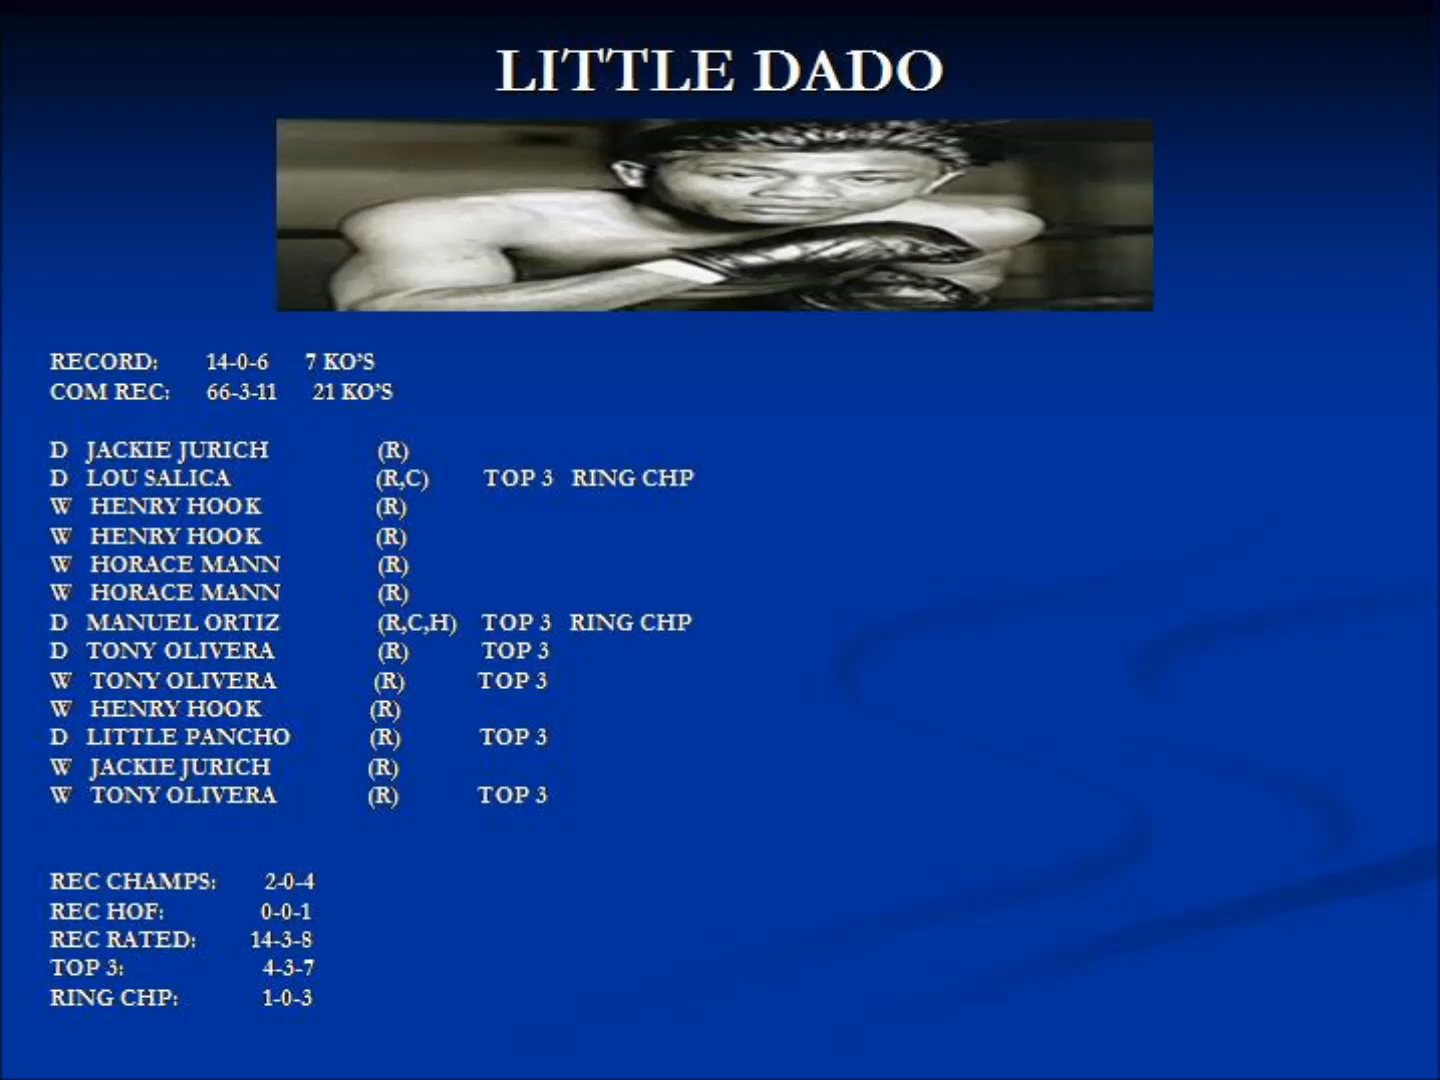 LITTLE DADO
RECORD: 14-0-6 7 KO'S
COM REC: 66-3-11 21 KO'S
D JACKIE JURICH (R)
D LOU SALICA (R,C) TOP 3 RING CHP
W HENRY HOOK (R)
W HENRY HOOK (R)
W HORACE MANN (R)
W HORACE MANN (R)
D MANUEL ORTIZ (R,C,H) TOP 3 RING CHP
D TONY OLIVERA (R) TOP 3
W TONY OLIVERA (R) TOP 3
W HENRY HOOK (R)
D LITTLE PANCHO (R) TOP 3
W JACKIE JURICH (R)
W TONY OLIVERA (R) TOP 3
REC CHAMPS: 2-0-4
REC HOF: 0-0-1
REC RATED: 14-3-8
TOP 3: 4-3-7
RING CHP: 1-0-3